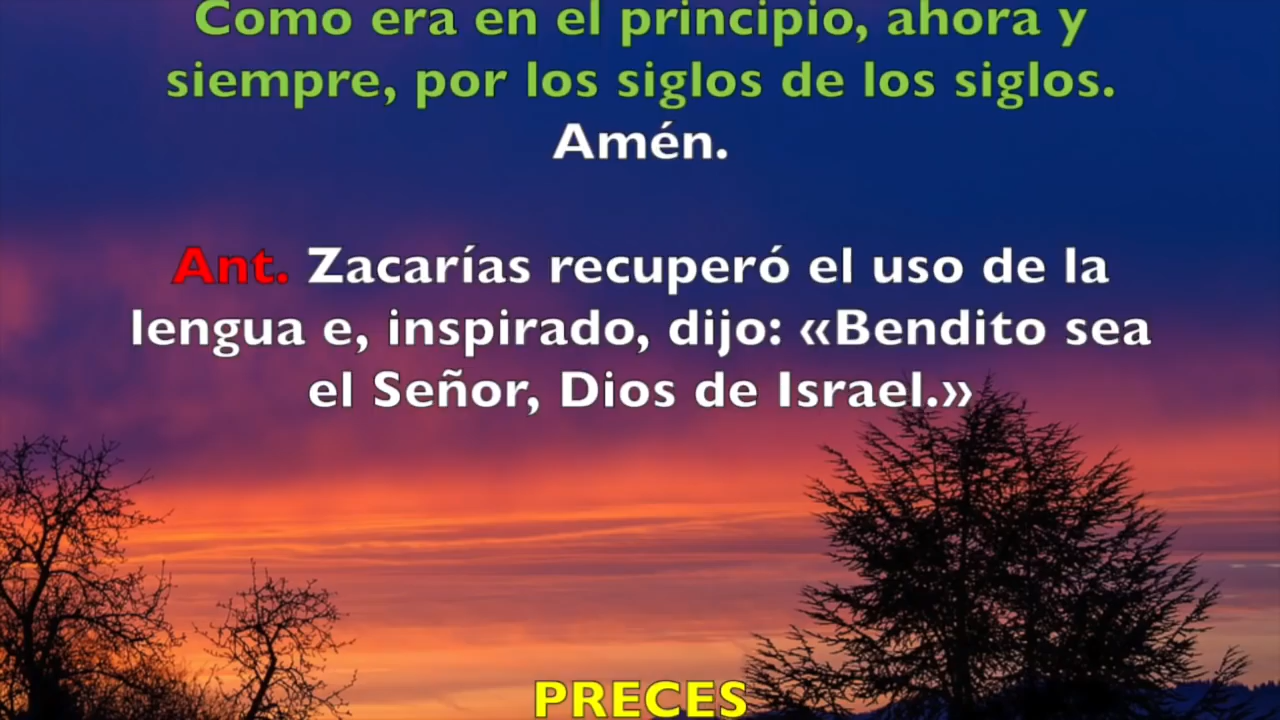 Como era en el principio, ahora y
siempre, por los siglos de los siglos.
Amén.
Ant. Zacarías recuperó el uso de la
lengua e, inspirado, dijo: «Bendito sea
el Señor, Dios de Israel.»
PRECES